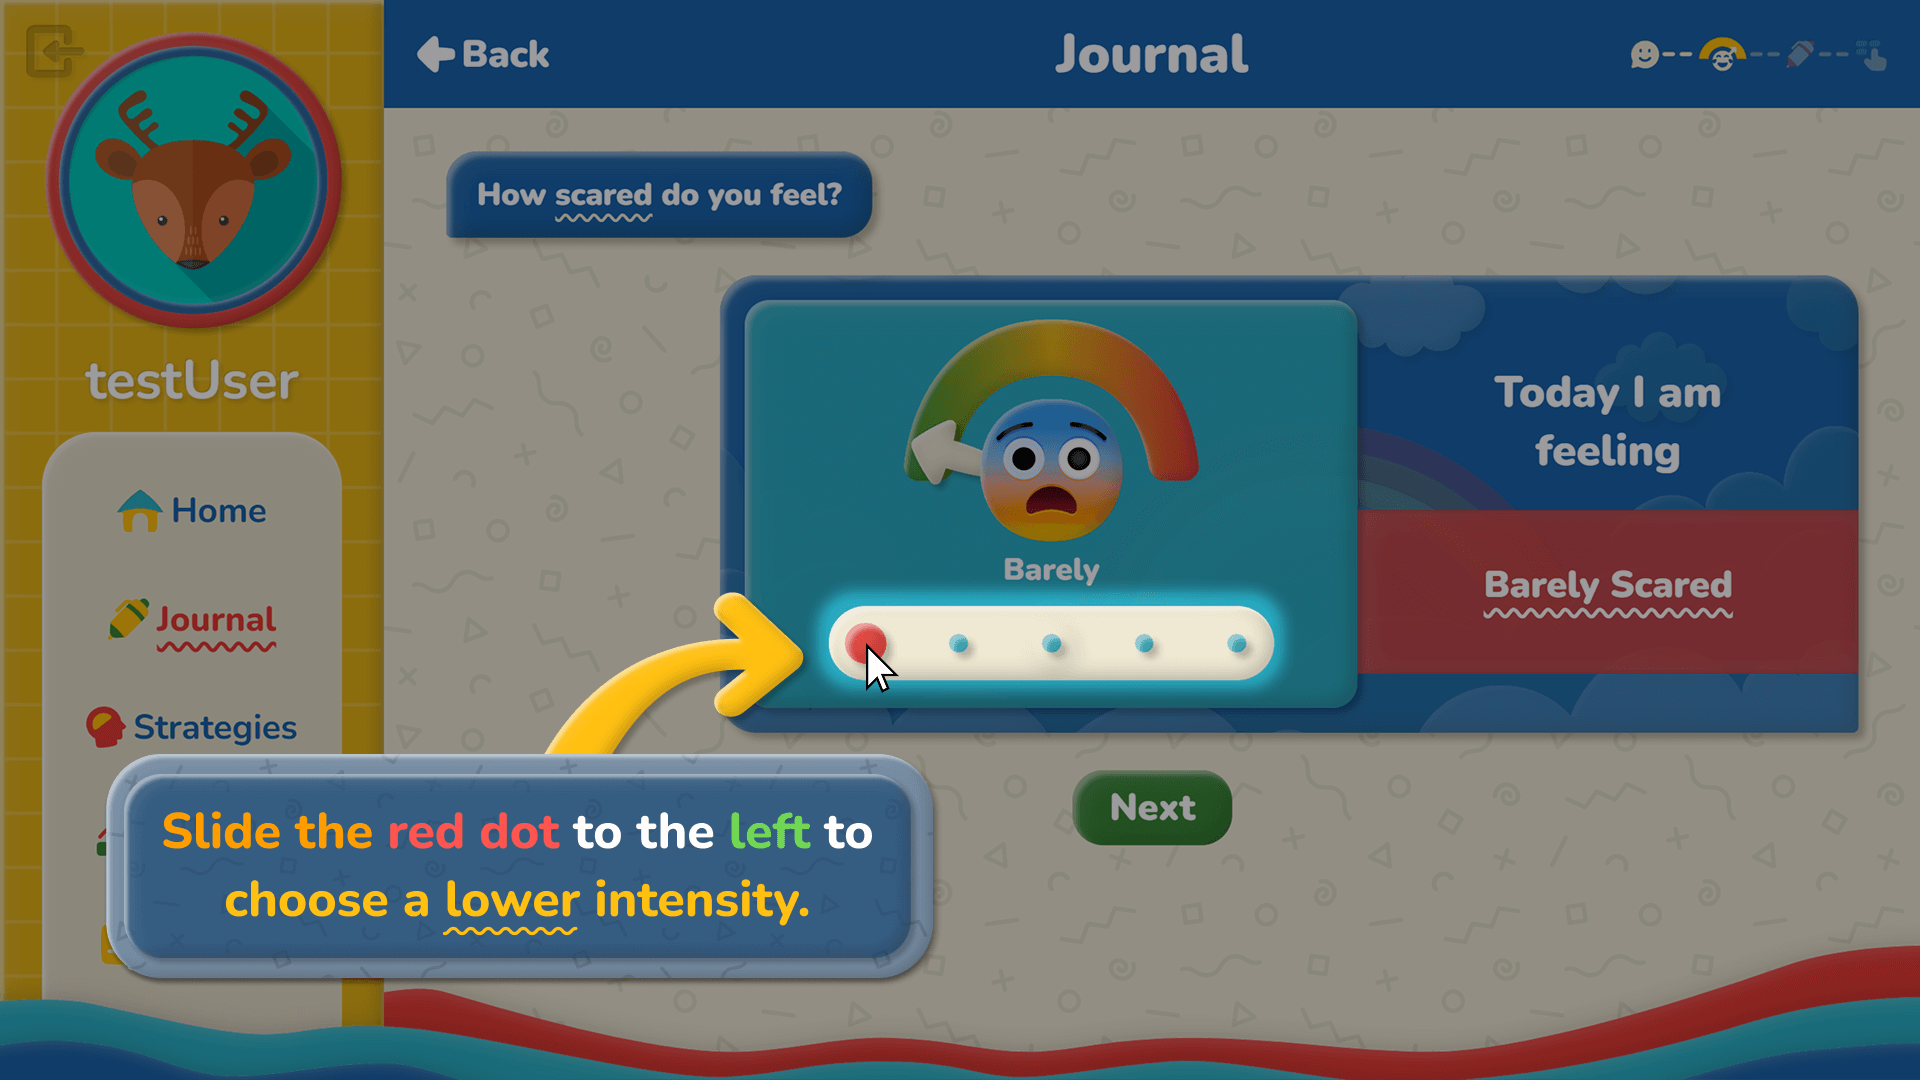 Back
Journal
testUser
Home
Journal
Strategies
How scared do you feel?
Barely
Today I am
feeling
Barely Scared
Next
Slide the red dot to the left to
choose a lower intensity.